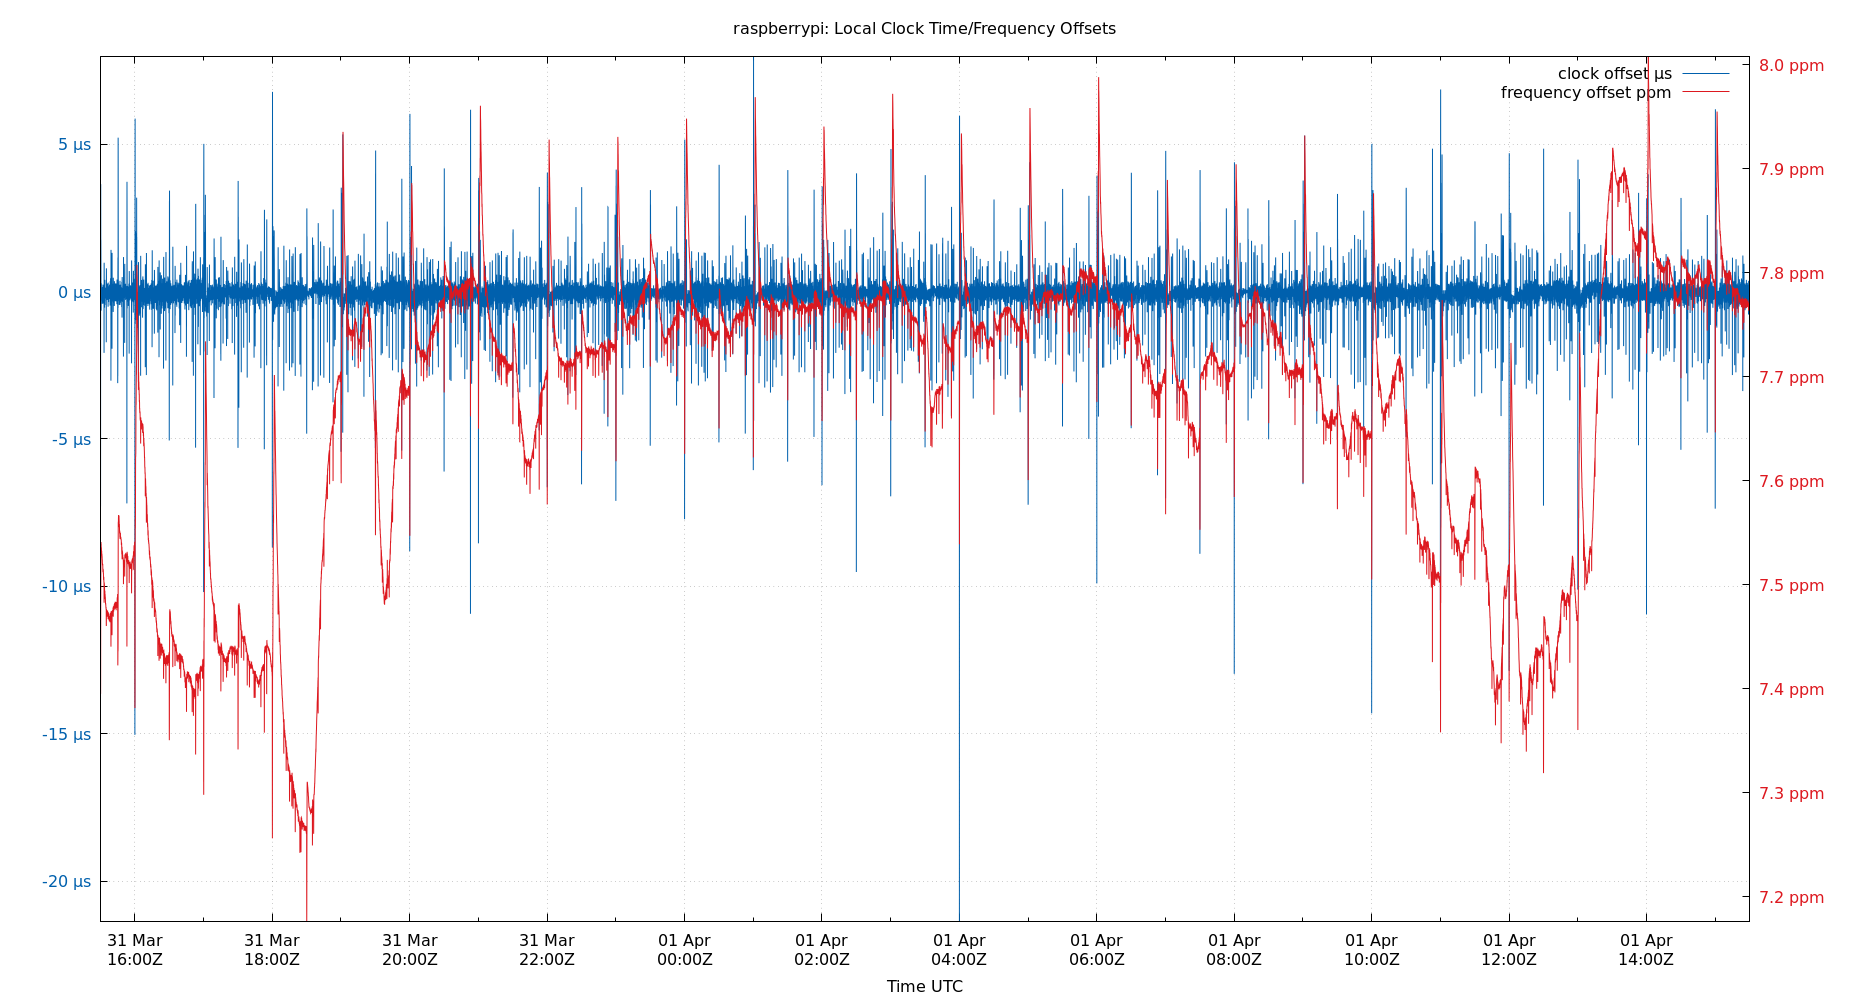 raspberrypi: Local Clock Time/Frequency Offsets
clock offset µs
frequency offset ppm
5 µs
0 µs
-5 µs
-10 µs
-15 µs
-20 µs
8.0 ppm
7.9 ppm
7.8 ppm
7.7 ppm
7.6 ppm
7.5 ppm
7.4 ppm
7.3 ppm
7.2 ppm
31 Mar 31 Mar 31 Mar 31 Mar 01 Apr 01 Apr 01 Apr 01 Apr 01 Apr 01 Apr 01 Apr 01 Apr
16:00Z 18:00Z 20:00Z 22:00Z 00:00Z 02:00Z 04:00Z 06:00Z 08:00Z 10:00Z 12:00Z 14:00Z
Time UTC